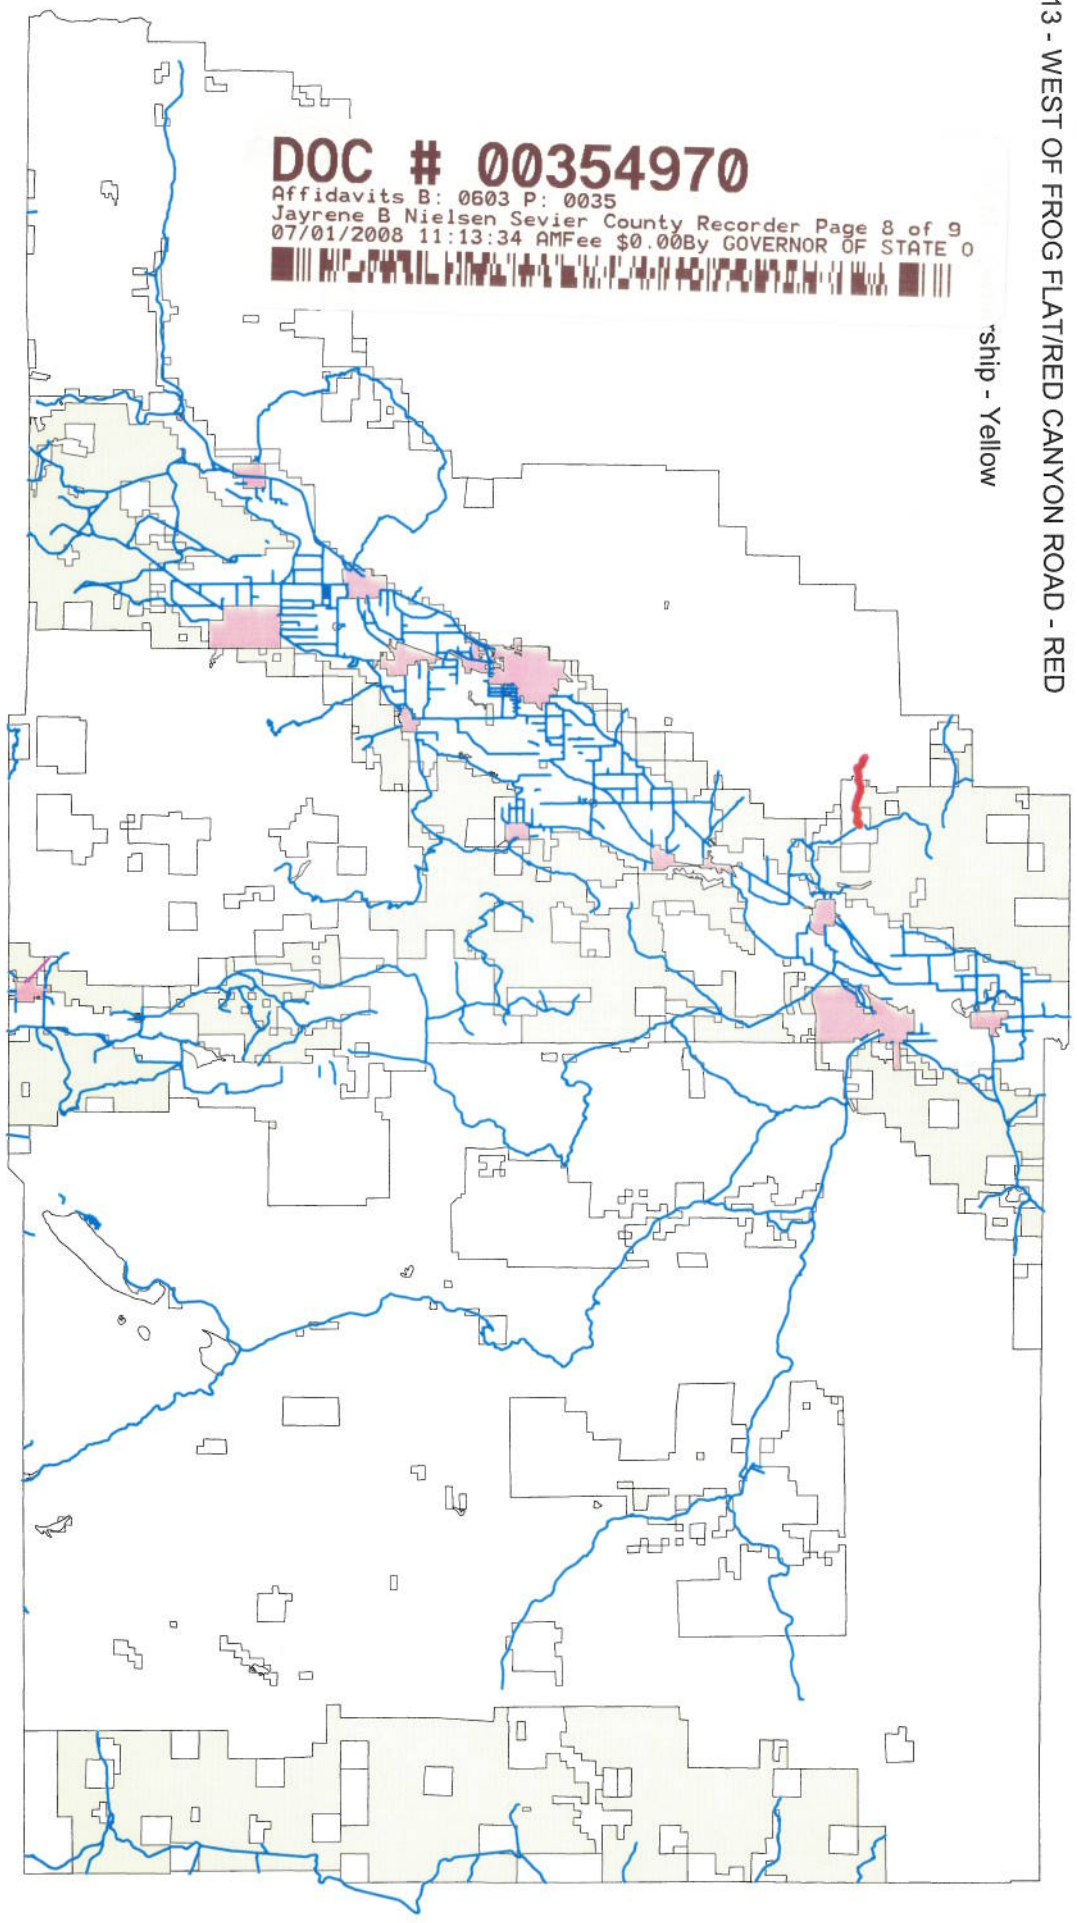 13 - WEST OF FROG FLAT/RED CANYON ROAD - RED
rship - Yellow
DOC # 00354970
Affidavits B: 0603 P: 0035
Jayrene B Nielsen Sevier County Recorder Page 8 of 9
07/01/2008 11:13:34 AMFee $0.00By GOVERNOR OF STATE O